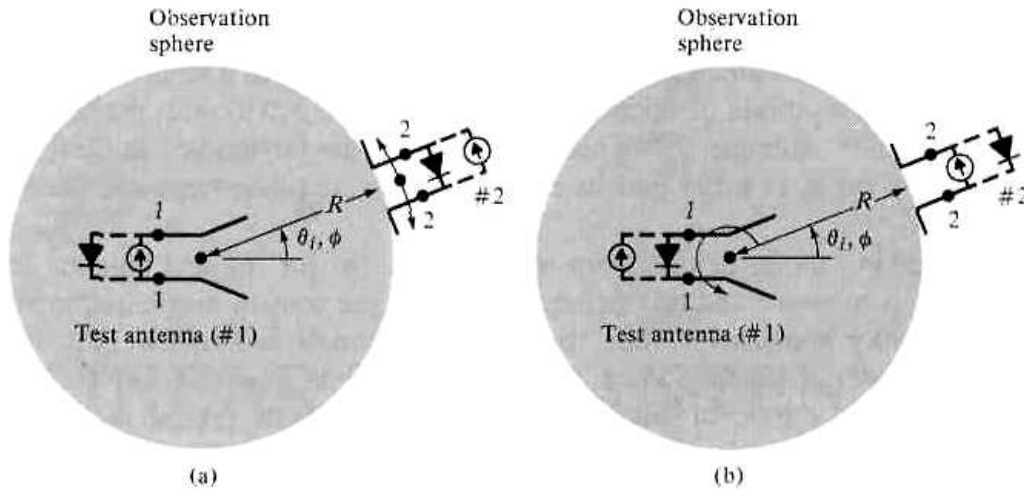 Observation
sphere
2
2
#2
R
θi, ϕ
1
1
Test antenna (#1)
(a)
Observation
sphere
2
2
#2
R
θi, ϕ
1
1
Test antenna (#1)
(b)